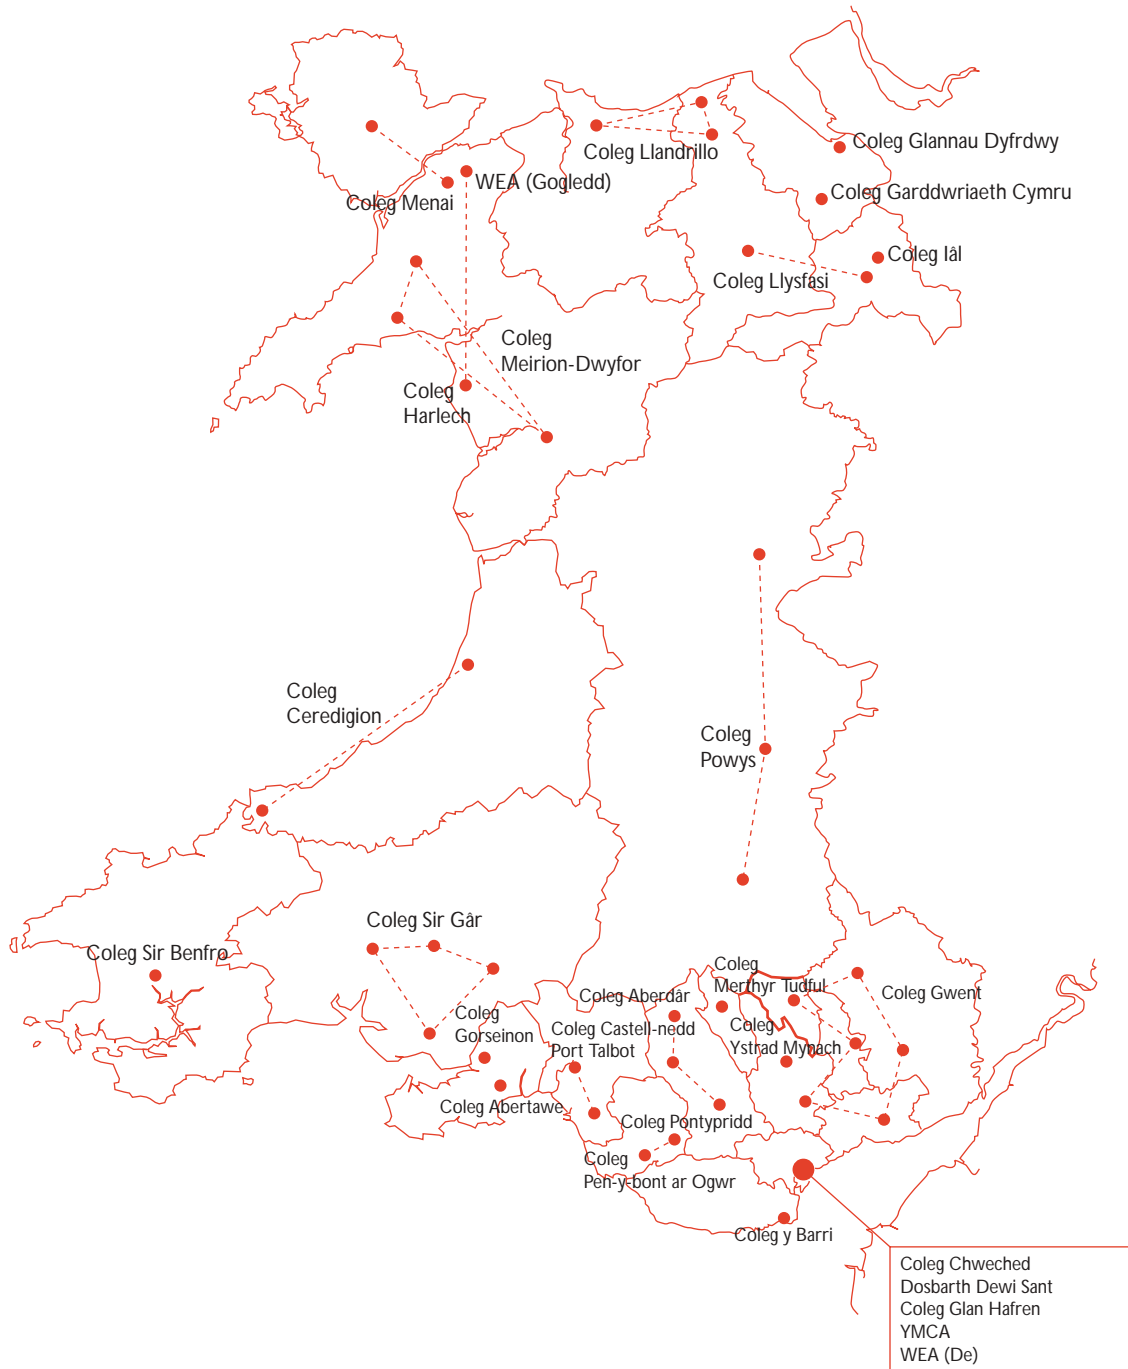 Coleg Glannau Dyfrdwy
Coleg Llandrillo
WEA (Gogledd)
Coleg Garddwriaeth Cymru
Coleg Menai
Coleg Iâl
Coleg Llysfasi
Coleg
Meirion-Dwyfor
Coleg
Harlech
Coleg
Ceredigion
Coleg
Powys
Coleg Sir Gâr
Coleg Sir Benfro
Coleg
Merthyr Tudful
Coleg Gwent
Coleg Aberdâr
Coleg
Gorseinon
Coleg Castell-nedd
Port Talbot
Coleg
Ystrad Mynach
Coleg Abertawe
Coleg Pontypridd
Coleg
Pen-y-bont ar Ogwr
Coleg y Barri
Coleg Chweched
Dosbarth Dewi Sant
Coleg Glan Hafren
YMCA
WEA (De)